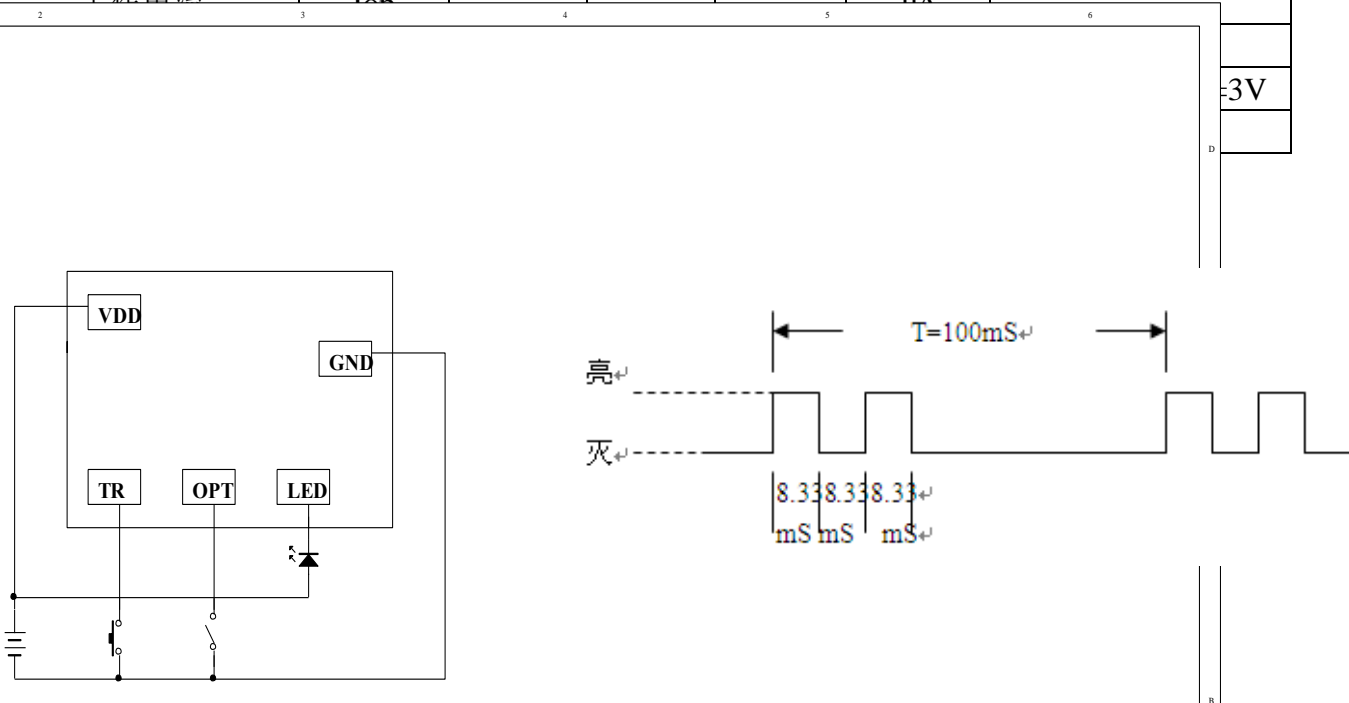 2 3 4 5 6
=3V
D
VDD
GND
TR OPT LED
T=100mS↵
亮↵
灭↵
8.33 8.33 8.33↵
mS mS mS↵
B